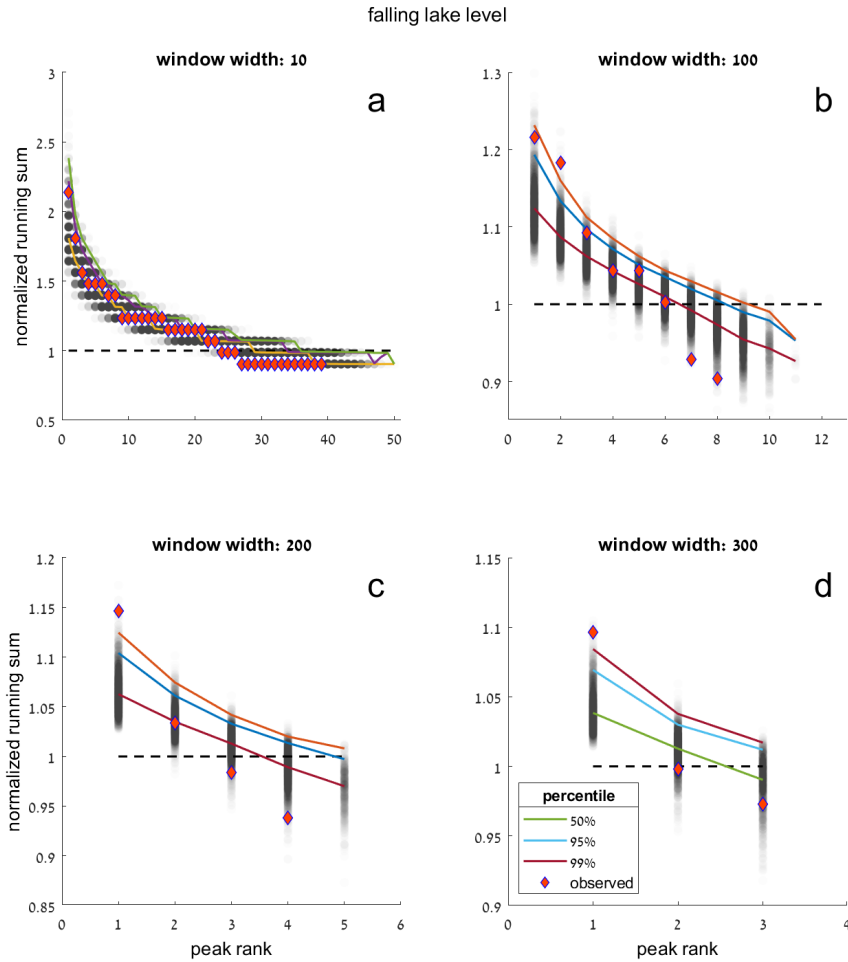 falling lake level
window width: 10
a
normalized running sum
3
2.5
2
1.5
1
0.5
0 10 20 30 40 50
window width: 100
b
1.3
1.2
1.1
1
0.9
0 2 4 6 8 10 12
window width: 200
c
normalized running sum
1.2
1.15
1.1
1.05
1
0.95
0.9
0.85
0 1 2 3 4 5 6
peak rank
window width: 300
d
1.15
1.1
1.05
1
0.95
0.9
percentile
50%
95%
99%
observed
0 1 2 3 4
peak rank